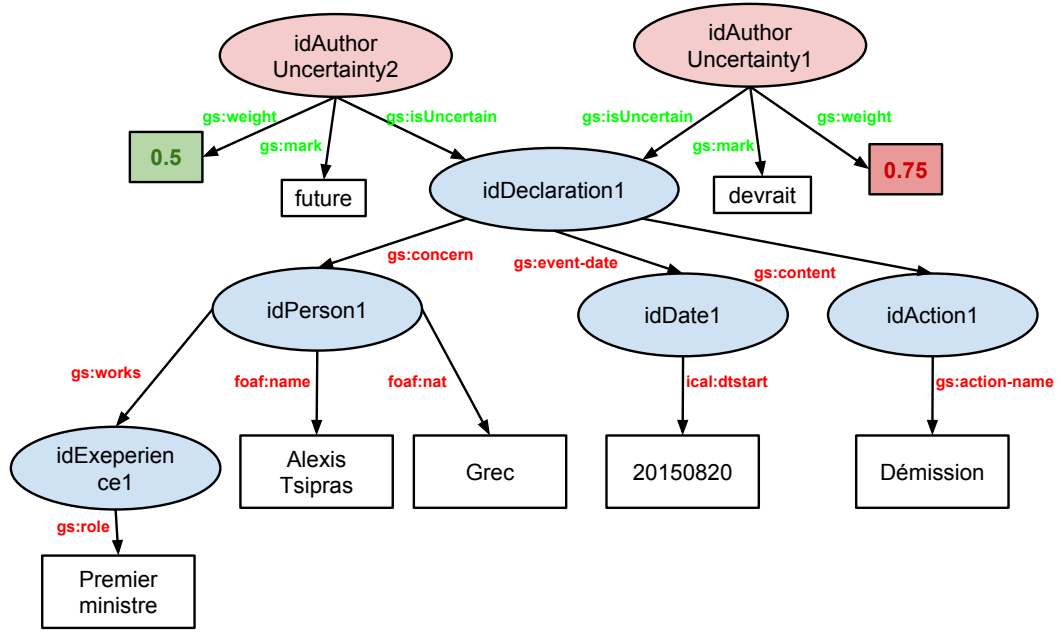 idAuthor
Uncertainty2
idAuthor
Uncertainty1
gs:weight
gs:isUncertain
gs:isUncertain
gs:weight
0.5
gs:mark
gs:mark
0.75
future
idDeclaration1
devrait
gs:concern
gs:event-date
gs:content
idPerson1
idDate1
idAction1
gs:works
foaf:name
foaf:nat
ical:dtstart
gs:action-name
idExeperien
ce1
Alexis
Tsipras
Grec
20150820
Démission
gs:role
Premier
ministre